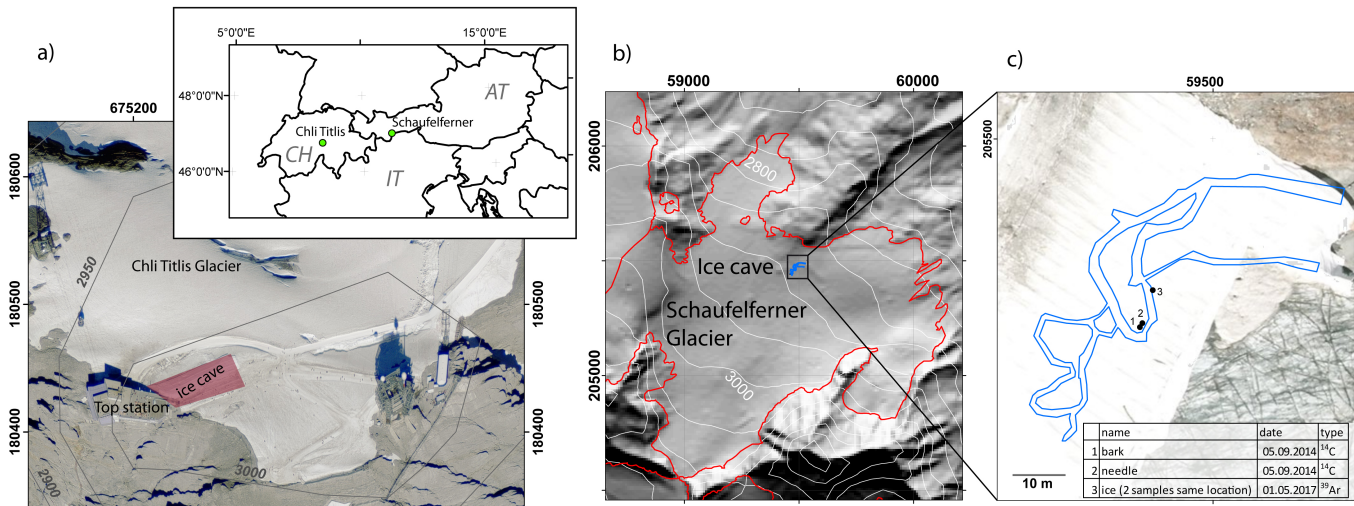 a)
5°0'0"E
15°0'0"E
675200
48°0'0"N
46°0'0"N
AT
Schaufelferner
Chli Titlis
CH
IT
180600
180500
180400
2950
Chli Titlis Glacier
180500
180400
ice cave
Top station
3000
2900
b)
59000
60000
206000
205000
2800
Ice cave
Schaufelferner
Glacier
3000
c)
59500
205500
3
2
1
10 m
name date type
1 bark 05.09.2014 ¹⁴C
2 needle 05.09.2014 ¹⁴C
3 ice (2 samples same location) 01.05.2017 ³⁹Ar